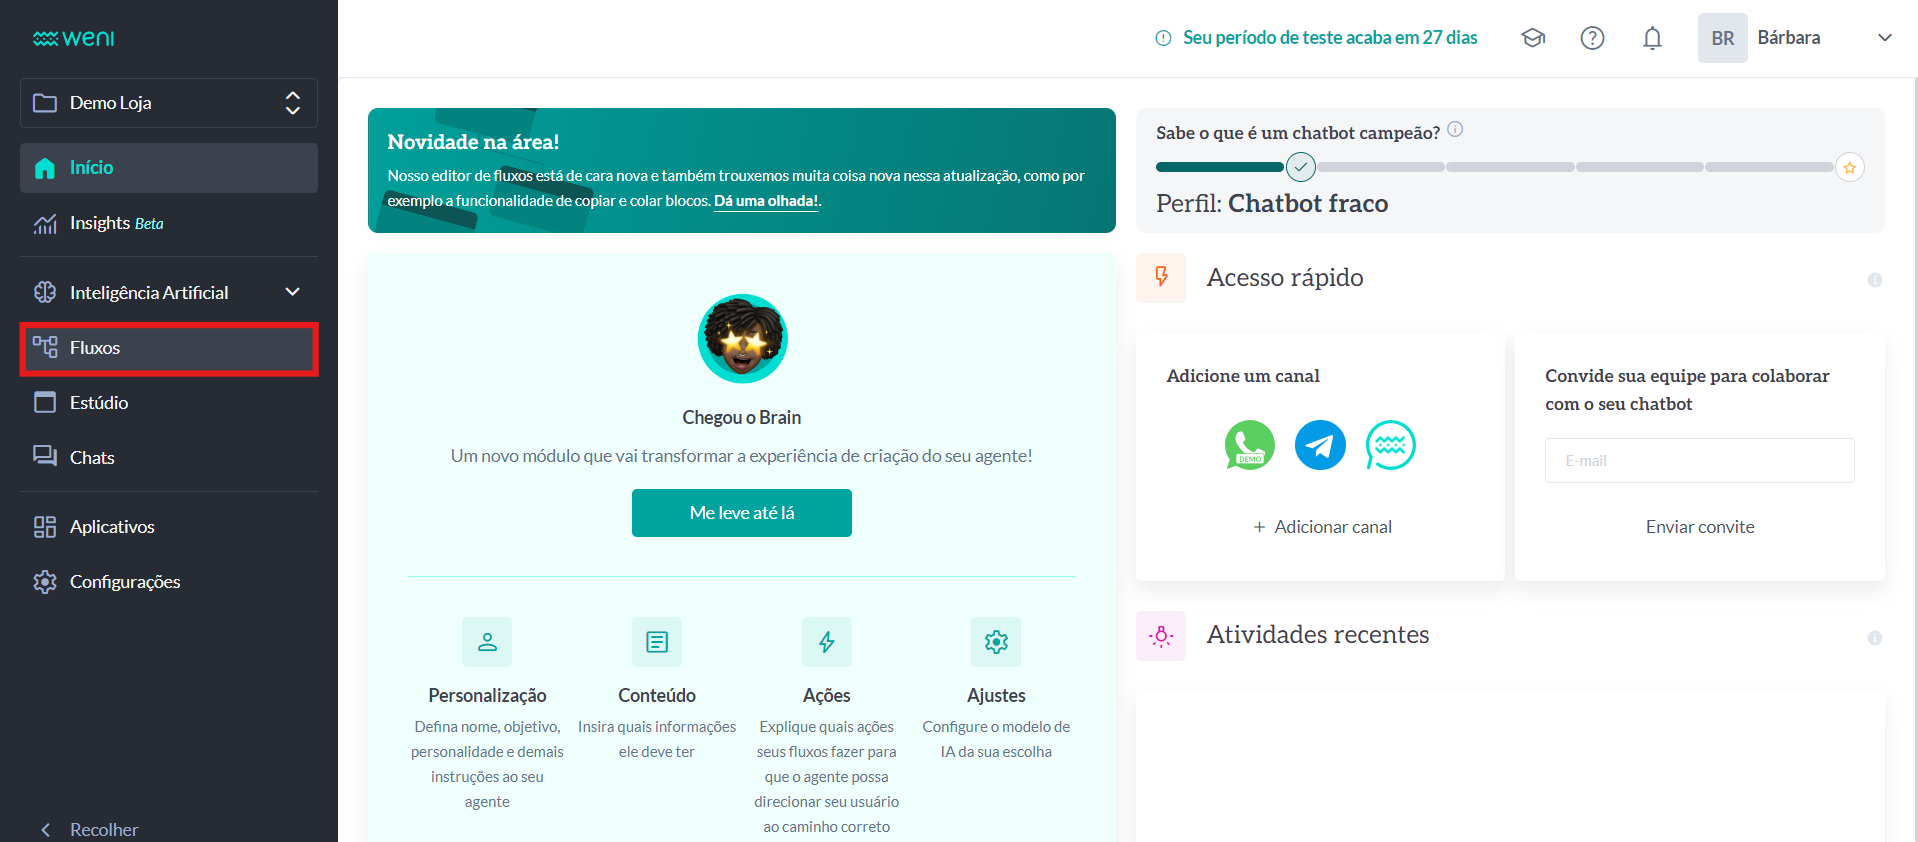 weni
Demo Loja
Início
Insights Beta
Inteligência Artificial
Fluxos
Estúdio
Chats
Aplicativos
Configurações
Recolher
Seu período de teste acaba em 27 dias
BR
Bárbara
Novidade na área!
Nosso editor de fluxos está de cara nova e também trouxemos muita coisa nova nessa atualização, como por
exemplo a funcionalidade de copiar e colar blocos. Dá uma olhada!.
Sabe o que é um chatbot campeão?
Perfil: Chatbot fraco
Chegou o Brain
Um novo módulo que vai transformar a experiência de criação do seu agente!
Me leve até lá
Personalização
Defina nome, objetivo,
personalidade e demais
instruções ao seu
agente
Conteúdo
Insira quais informações
ele deve ter
Ações
Explique quais ações
seus fluxos fazer para
que o agente possa
direcionar seu usuário
ao caminho correto
Ajustes
Configure o modelo de
IA da sua escolha
Acesso rápido
Adicione um canal
DEMO
+ Adicionar canal
Convide sua equipe para colaborar
com o seu chatbot
E-mail
Enviar convite
Atividades recentes